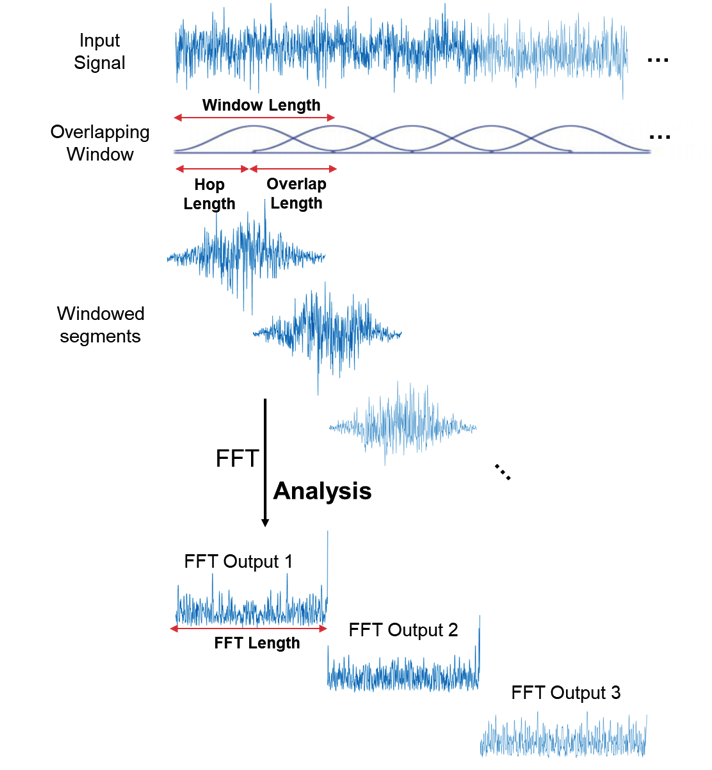 Input
Signal
...
Window Length
Overlapping
Window
...
Hop
Length
Overlap
Length
Windowed
segments
...
FFT
Analysis
FFT Output 1
FFT Length
FFT Output 2
FFT Output 3